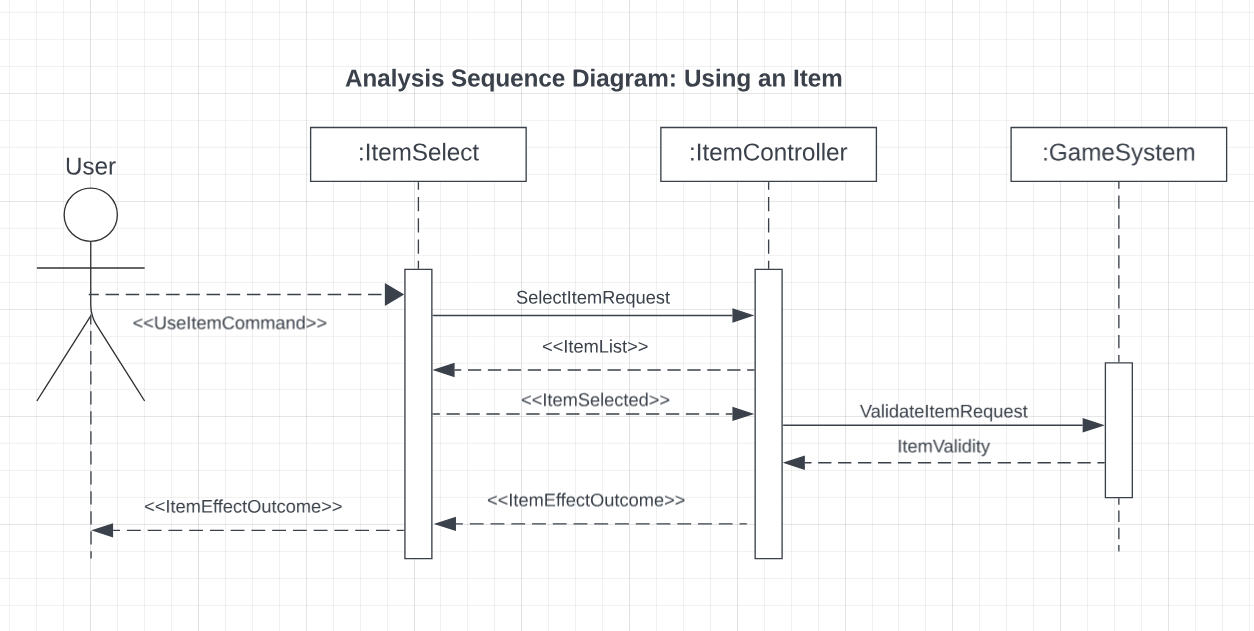 Analysis Sequence Diagram: Using an Item
User
:ItemSelect
:ItemController
:GameSystem
SelectItemRequest
<<UseItemCommand>>
<<ItemList>>
<<ItemSelected>>
ValidateItemRequest
ItemValidity
<<ItemEffectOutcome>>
<<ItemEffectOutcome>>